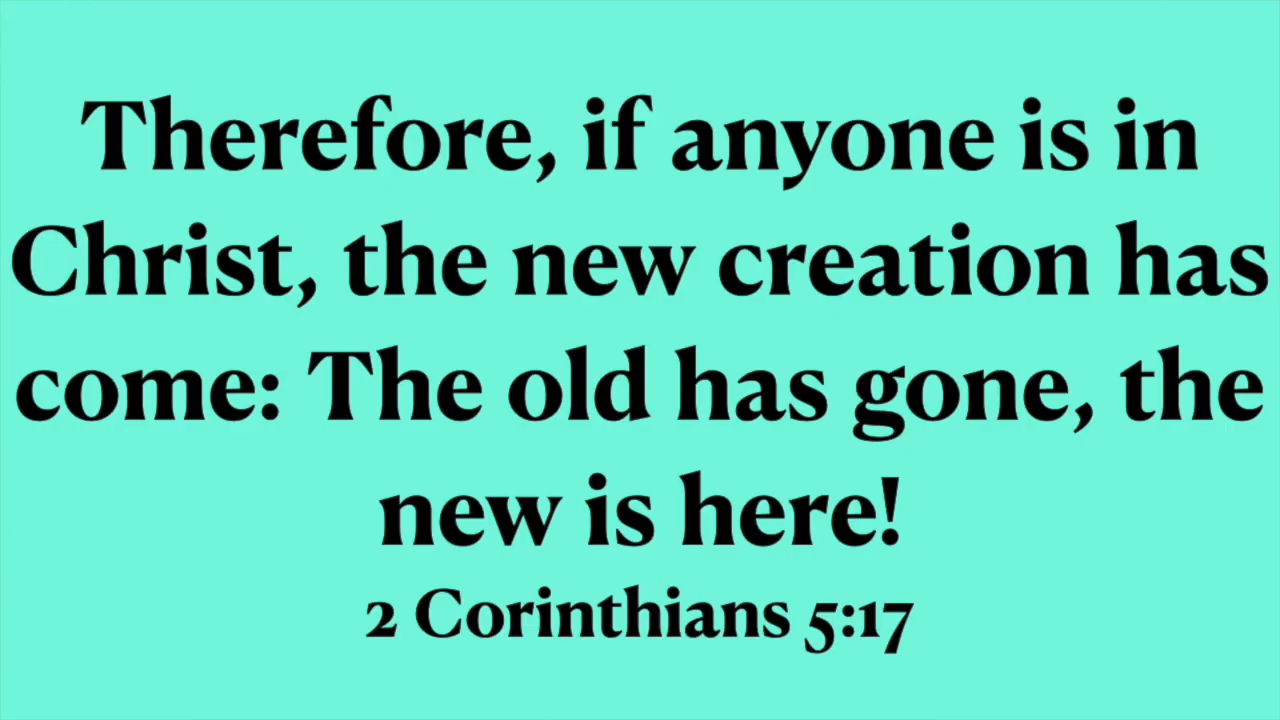 Therefore, if anyone is in
Christ, the new creation has
come: The old has gone, the
new is here!
2 Corinthians 5:17